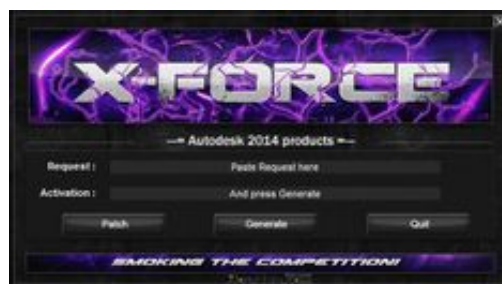 X-FORCE
Autodesk 2014 products
Request :
Paste Request here
Activation :
And press Generate
Patch
Generate
Quit
SMOKING THE COMPETITION!